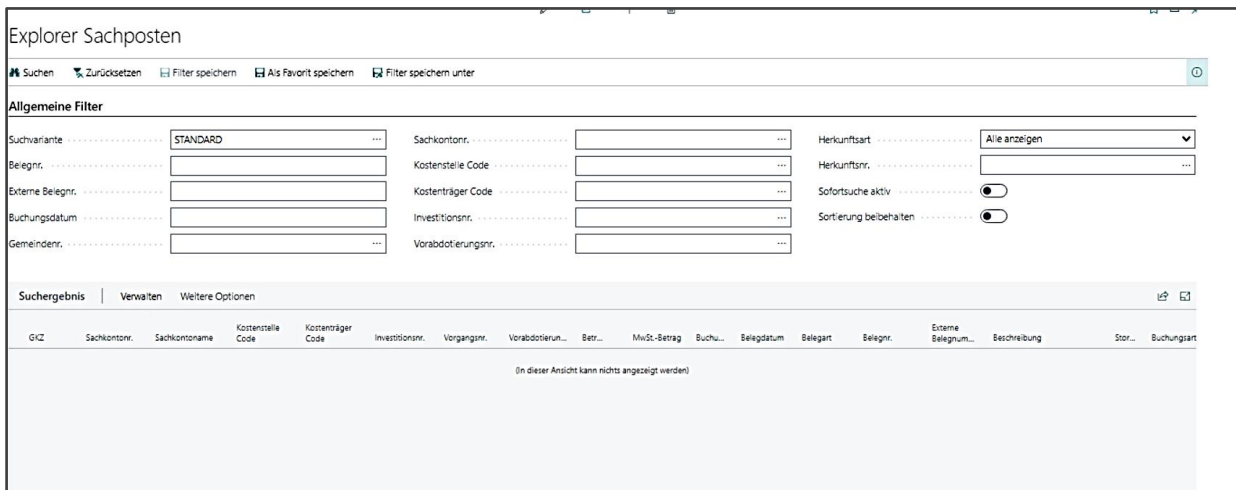 Explorer Sachposten
Suchen Zurücksetzen Filter speichern Als Favorit speichern Filter speichern unter
Allgemeine Filter
Suchvariante STANDARD ... Sachkontonr. ... Herkunftsart Alle anzeigen
Belegnr. Kostenstelle Code ... Herkunftsnr. ...
Externe Belegnr. Kostenträger Code ... Sofortsuche aktiv
Buchungsdatum Investitionsnr. ... Sortierung beibehalten
Gemeindenr. ... Vorabdotierungsnr. ...
Suchergebnis | Verwalten Weitere Optionen
GKZ Sachkontonr. Sachkontoname Kostenstelle Code Kostenträger Code Investitionsnr. Vorgangsnr. Vorabdotierun... Betr... MwSt.-Betrag Buchu... Belegdatum Belegart Belegnr. Externe Belegnum... Beschreibung Stor... Buchungsart
(In dieser Ansicht kann nichts angezeigt werden)